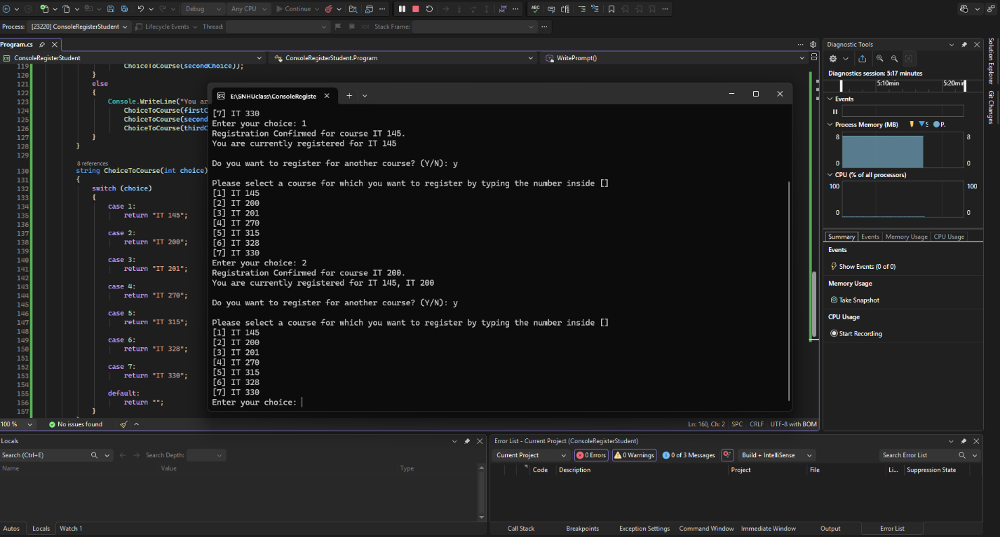 Debug Any CPU Continue
Process: [23220] ConsoleRegisterStudent Lifecycle Events Thread: Stack Frame:
Program.cs
ConsoleRegisterStudent ConsoleRegisterStudent.Program WritePrompt()
119 ChoiceToCourse(secondChoice));
120 }
121 else
122 {
123 Console.WriteLine("You ar
124 ChoiceToCourse(firstC
125 ChoiceToCourse(second
126 ChoiceToCourse(thirdC
127 }
128 }
129
8 references
130 string ChoiceToCourse(int choice)
131 {
132 switch (choice)
133 {
134 case 1:
135 return "IT 145";
136
137 case 2:
138 return "IT 200";
139
140 case 3:
141 return "IT 201";
142
143 case 4:
144 return "IT 270";
145
146 case 5:
147 return "IT 315";
148
149 case 6:
150 return "IT 328";
151
152 case 7:
153 return "IT 330";
154
155 default:
156 return "";
157 }
E:\SNHUclass\ConsoleRegiste
[7] IT 330
Enter your choice: 1
Registration Confirmed for course IT 145.
You are currently registered for IT 145
Do you want to register for another course? (Y/N): y
Please select a course for which you want to register by typing the number inside []
[1] IT 145
[2] IT 200
[3] IT 201
[4] IT 270
[5] IT 315
[6] IT 328
[7] IT 330
Enter your choice: 2
Registration Confirmed for course IT 200.
You are currently registered for IT 145, IT 200
Do you want to register for another course? (Y/N): y
Please select a course for which you want to register by typing the number inside []
[1] IT 145
[2] IT 200
[3] IT 201
[4] IT 270
[5] IT 315
[6] IT 328
[7] IT 330
Enter your choice:
100 % No issues found Ln: 160, Ch: 2 SPC CRLF UTF-8 with BOM
Diagnostic Tools
Diagnostics session: 5:17 minutes
5:10min 5:20min
Events
Process Memory (MB) S P.
8 8
0 0
CPU (% of all processors)
100 100
0 0
Summary Events Memory Usage CPU Usage
Events
Show Events (0 of 0)
Memory Usage
Take Snapshot
CPU Usage
Start Recording
Solution Explorer
Git Changes
Locals
Search (Ctrl+E) Search Depth:
Name Value Type
Autos Locals Watch 1
Error List - Current Project (ConsoleRegisterStudent)
Current Project 0 Errors 0 Warnings 0 of 3 Messages Build + IntelliSense Search Error List
Code Description Project File Li... Suppression State
Call Stack Breakpoints Exception Settings Command Window Immediate Window Output Error List